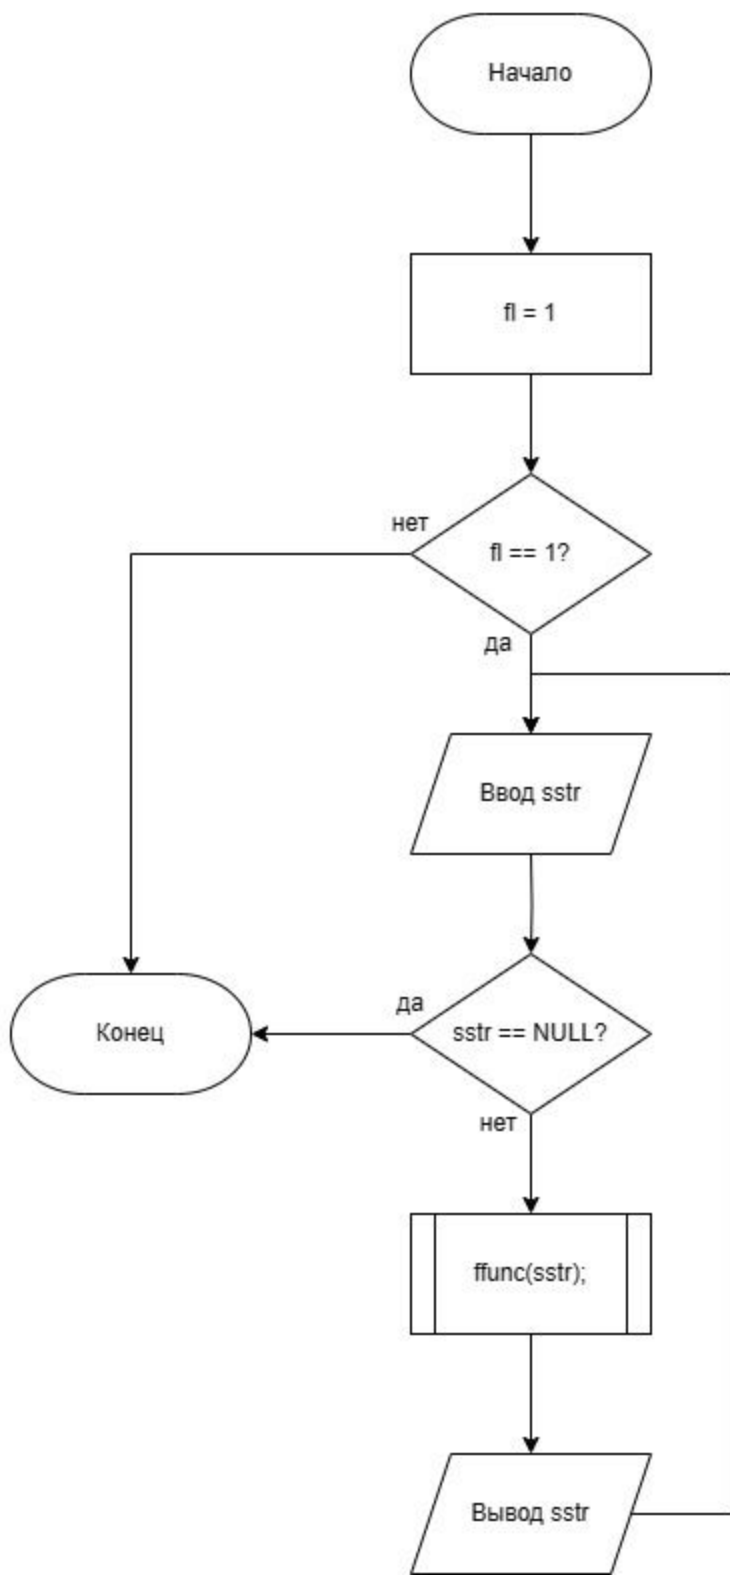 Начало
fl = 1
нет
fl == 1?
да
Ввод sstr
да
Конец
sstr == NULL?
нет
ffunc(sstr);
Вывод sstr